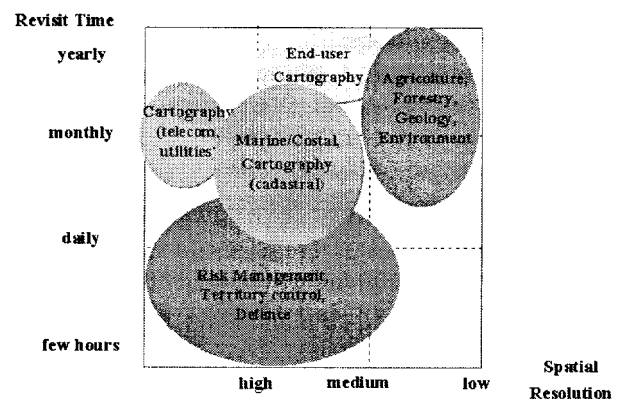 Revisit Time
yearly
monthly
daily
few hours
End-user
Cartography
Agriculture,
Forestry,
Geology,
Environment
Cartography
(telecom,
utilities'
Marine/Costal,
Cartography
(cadastral)
Risk Management,
Territory control,
Defence
high
medium
low
Spatial
Resolution